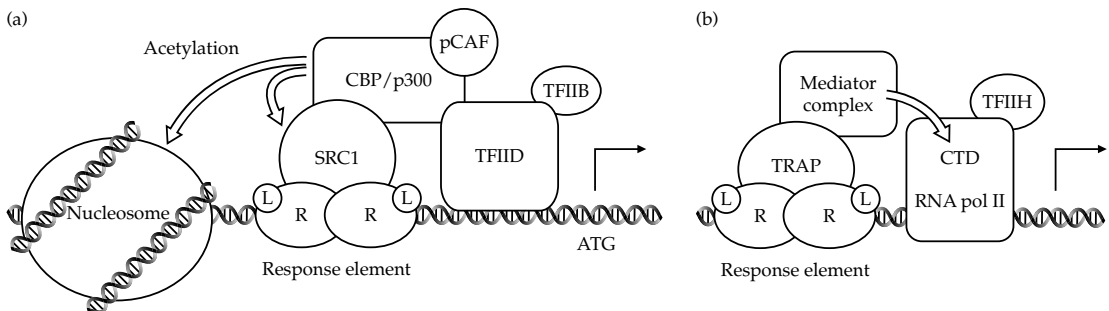 (a)
Acetylation
pCAF
CBP/p300
TFIIB
SRC1
TFIID
Nucleosome
L
R
R
L
ATG
Response element
(b)
Mediator
complex
TFIIH
TRAP
CTD
L
R
R
L
RNA pol II
Response element